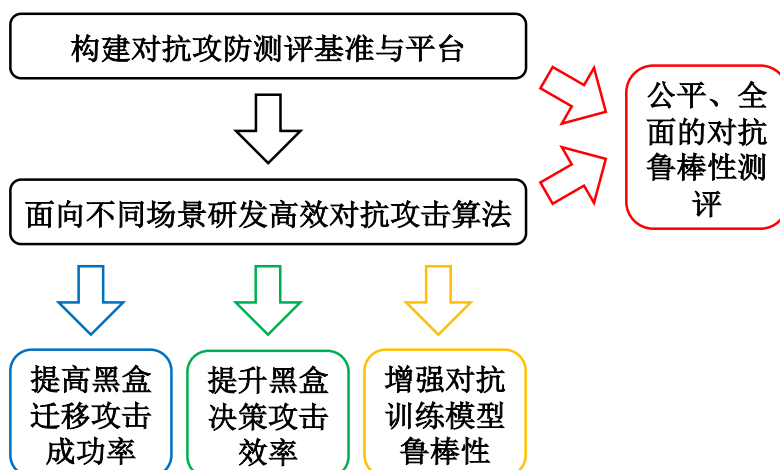 构建对抗攻防测评基准与平台
公平、全
面的对抗
鲁棒性测
评
面向不同场景研发高效对抗攻击算法
提高黑盒
迁移攻击
成功率
提升黑盒
决策攻击
效率
增强对抗
训练模型
鲁棒性